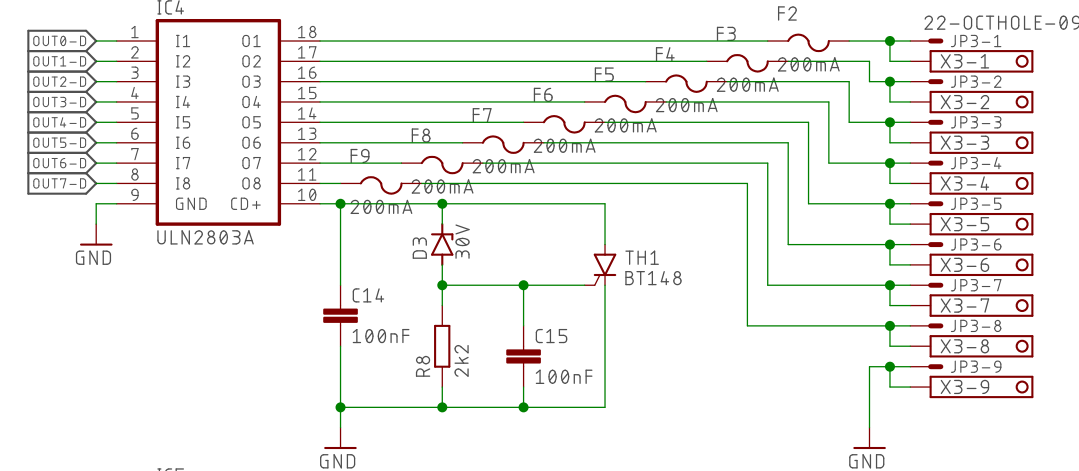 IC4
F2
22-OCTHOLE-09
OUT0-D 1 I1 O1 18 F3 JP3-1
OUT1-D 2 I2 O2 17 F4 200mA X3-1
OUT2-D 3 I3 O3 16 F5 200mA JP3-2
OUT3-D 4 I4 O4 15 F6 200mA X3-2
OUT4-D 5 I5 O5 14 F7 200mA JP3-3
OUT5-D 6 I6 O6 13 F8 200mA X3-3
OUT6-D 7 I7 O7 12 F9 200mA JP3-4
OUT7-D 8 I8 O8 11 200mA X3-4
9 GND CD+ 10 200mA JP3-5
X3-5
ULN2803A
GND
D3
30V
JP3-6
TH1
X3-6
BT148
JP3-7
C14
X3-7
100nF
C15
JP3-8
R8
2k2
X3-8
100nF
JP3-9
X3-9
GND
GND